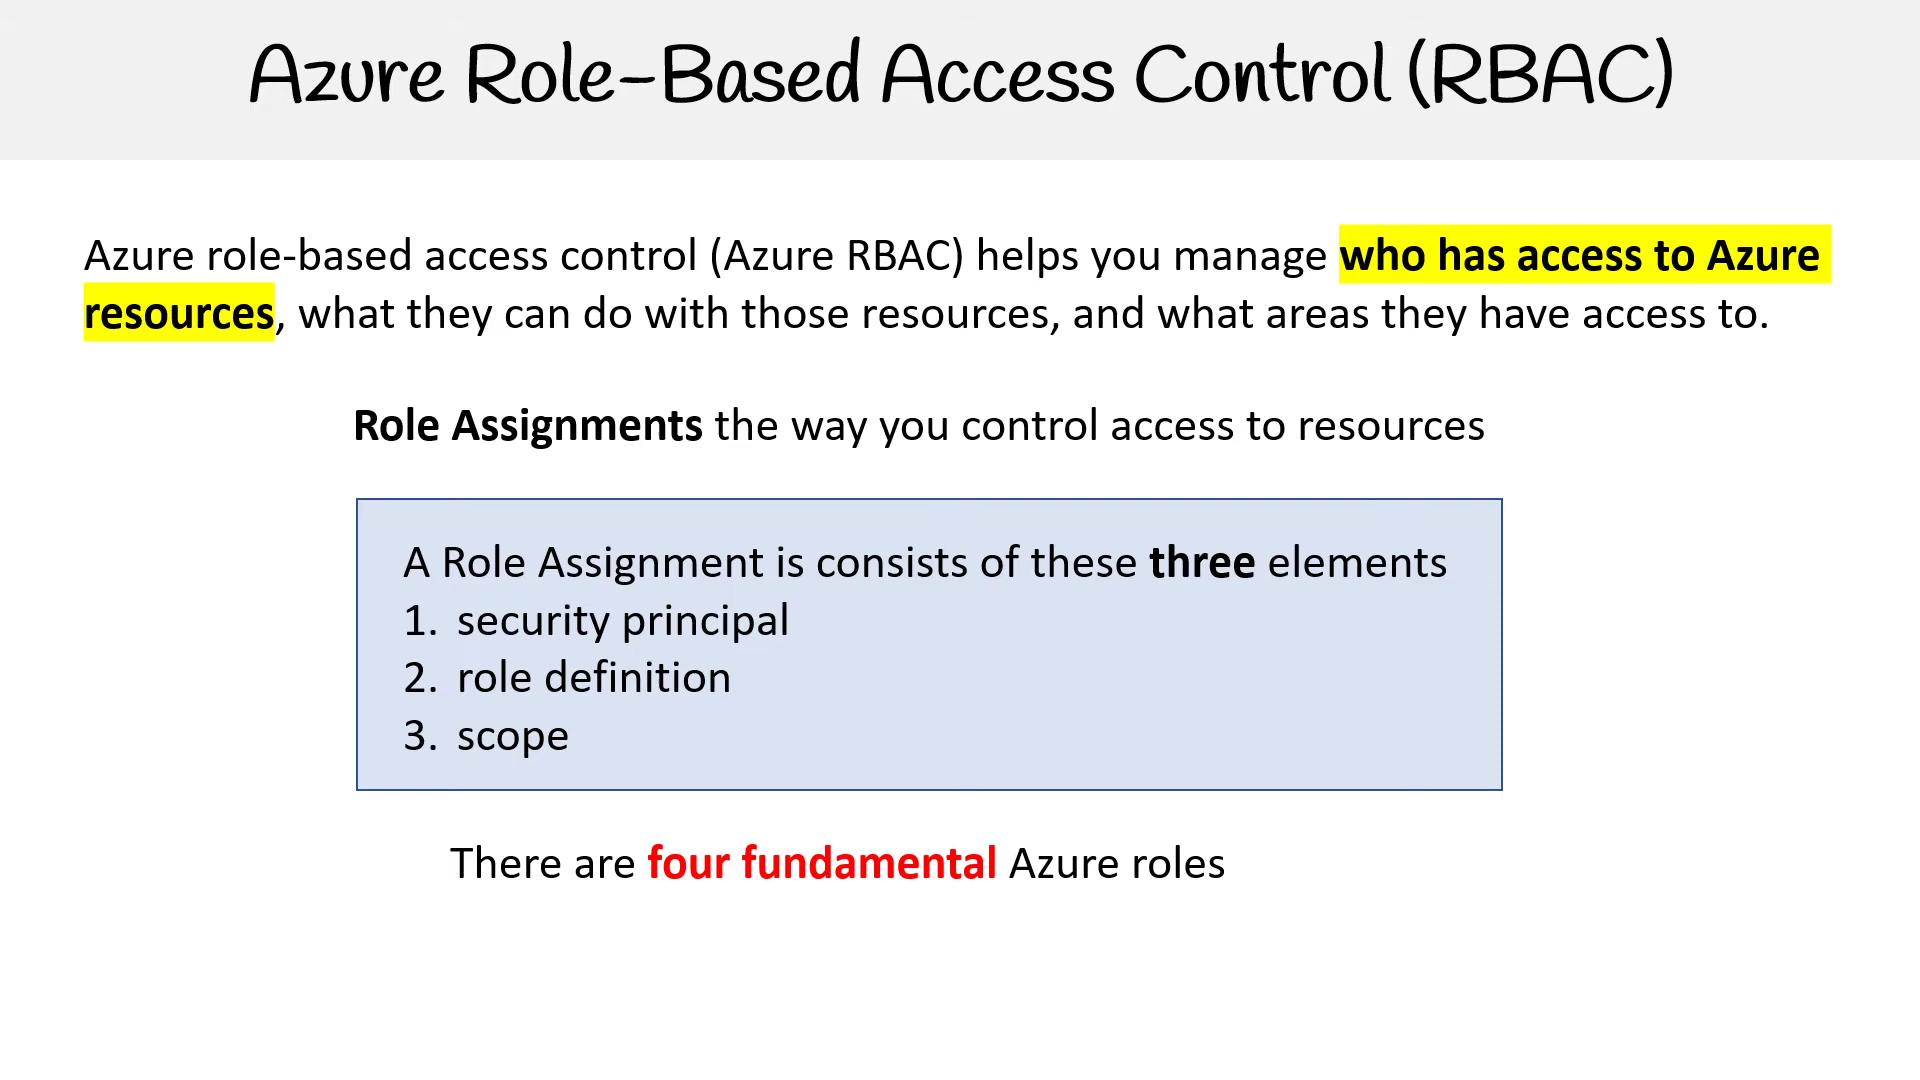 Azure Role-Based Access Control (RBAC)
Azure role-based access control (Azure RBAC) helps you manage who has access to Azure
resources, what they can do with those resources, and what areas they have access to.
Role Assignments the way you control access to resources
A Role Assignment is consists of these three elements
1. security principal
2. role definition
3. scope
There are four fundamental Azure roles